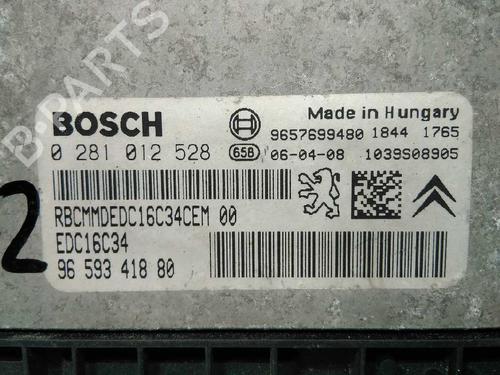 B-PARTS
BOSCH
Made in Hungary
9657699480 1844 1765
0 281 012 528 65B 06-04-08 1039S08905
RBCMMDEDC16C34CEM 00
EDC16C34
96 593 418 80
2